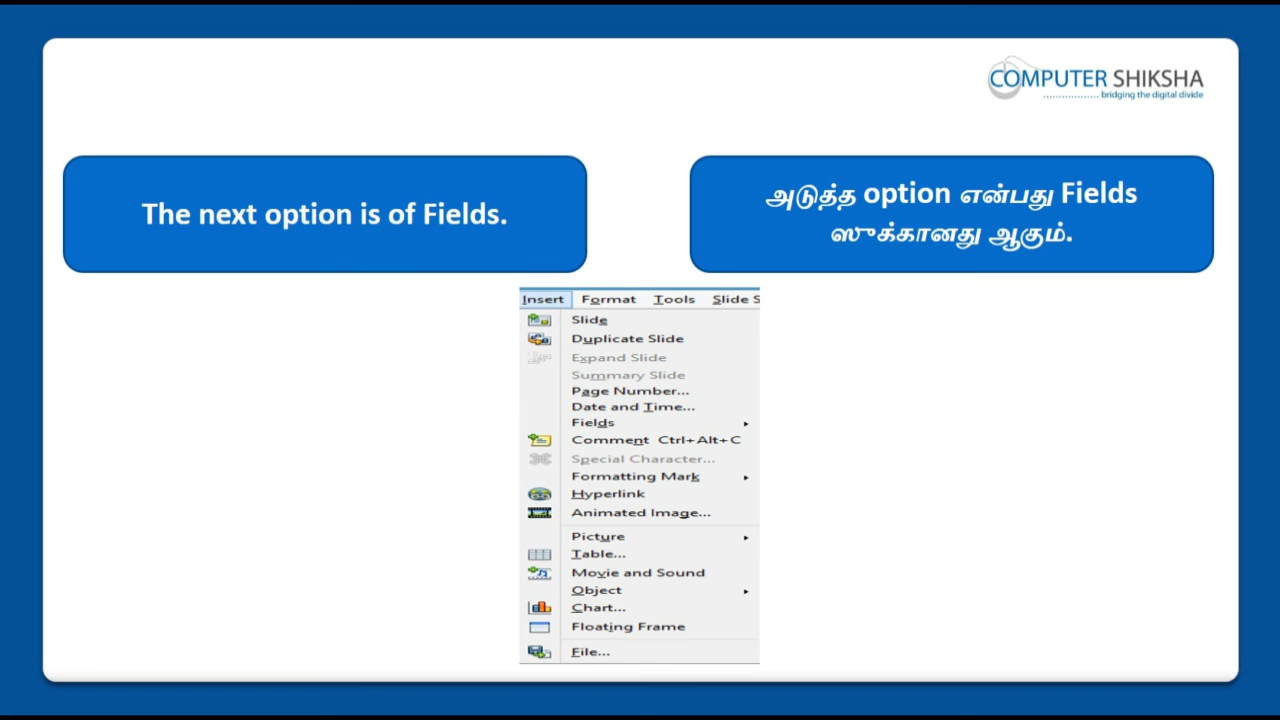 COMPUTER SHIKSHA
.................. bridging the digital divide
The next option is of Fields.
அடுத்த option என்பது Fields
ஸுக்கானது ஆகும்.
Insert Format Tools Slide S
Slide
Duplicate Slide
Expand Slide
Summary Slide
Page Number...
Date and Time...
Fields
Comment Ctrl+Alt+C
Special Character...
Formatting Mark
Hyperlink
Animated Image...
Picture
Table...
Movie and Sound
Object
Chart...
Floating Frame
File...